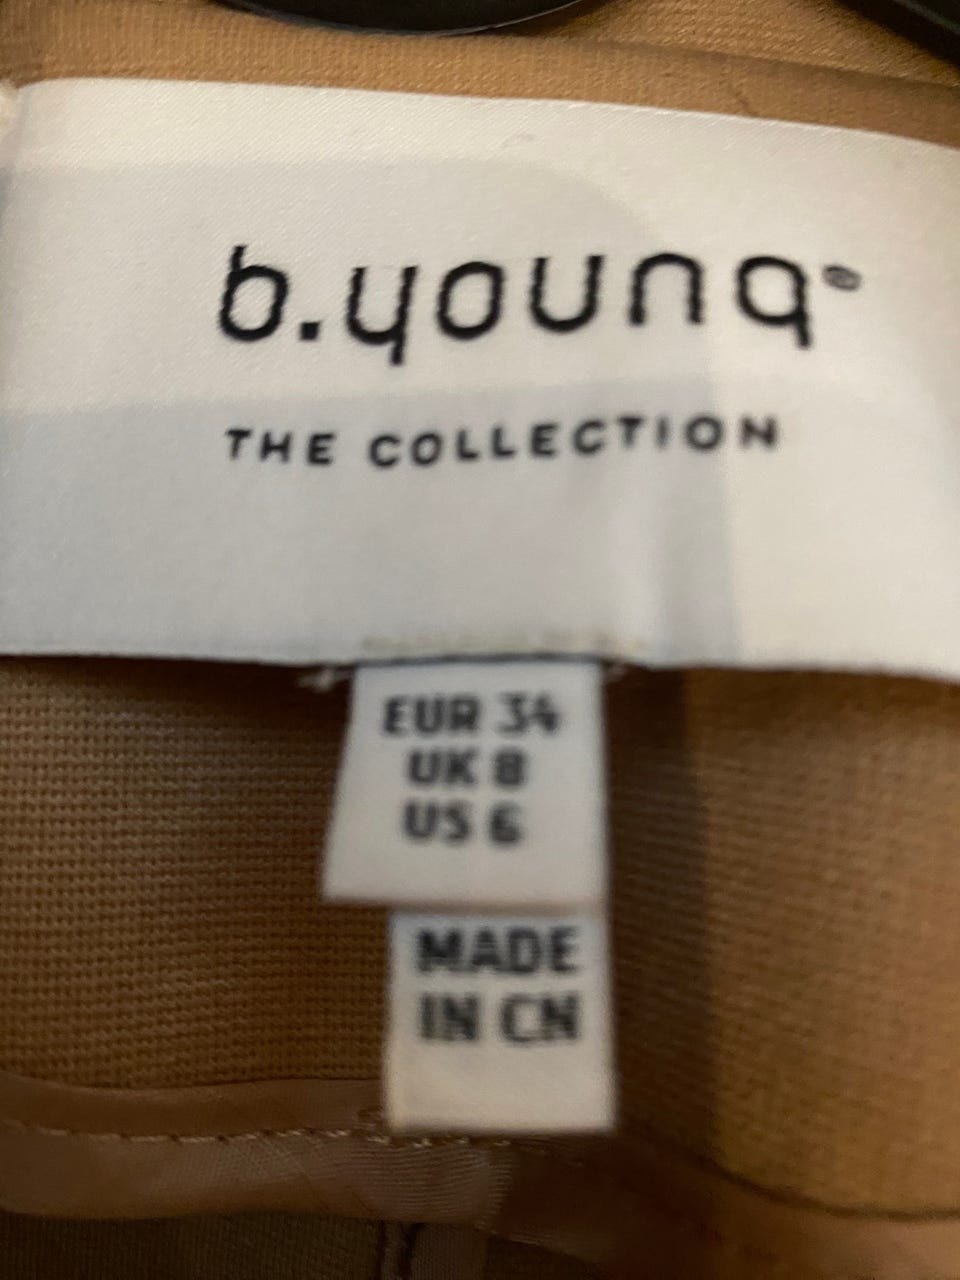 b.young®
THE COLLECTION
EUR 34
UK 8
US 6
MADE
IN CN